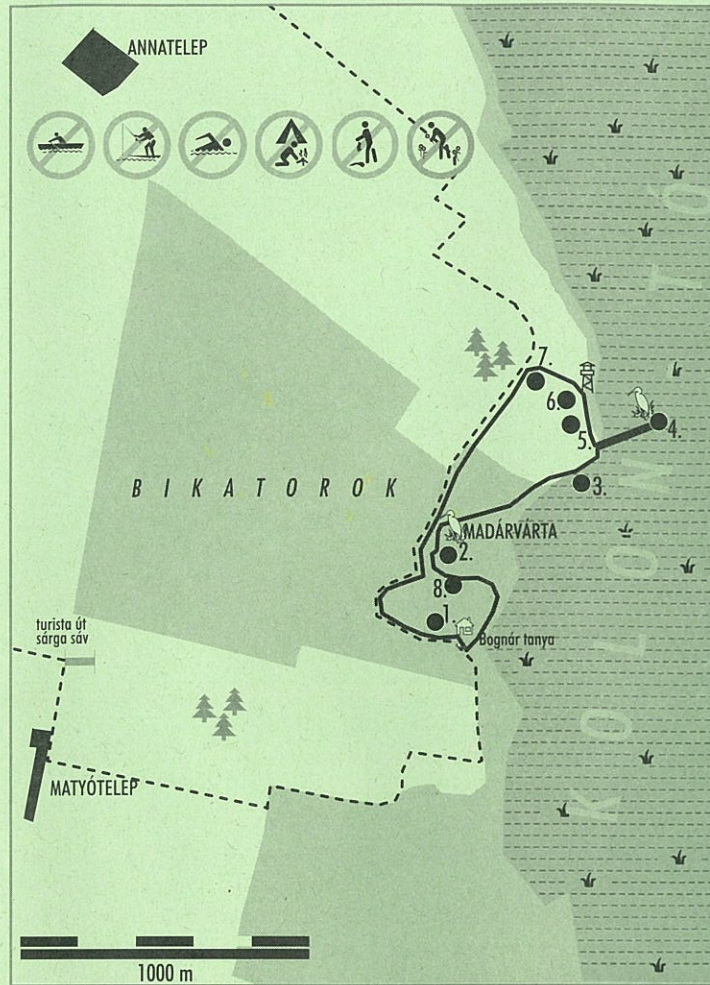 ANNATELEP
7.
6.
5.
4.
3.
BIKATOROK
MADÁRVÁRTA
2.
8.
1.
Bognár tanya
turista út
sárga sáv
MATYÓTELEP
KOLON TÓ
1000 m